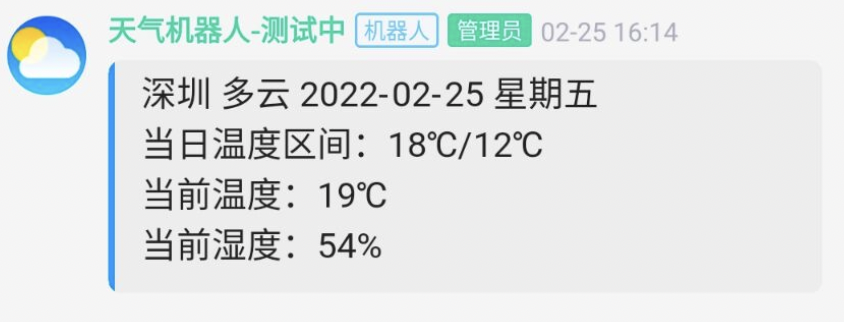 天气机器人-测试中 机器人 管理员 02-25 16:14
深圳 多云 2022-02-25 星期五
当日温度区间：18℃/12℃
当前温度：19℃
当前湿度：54%